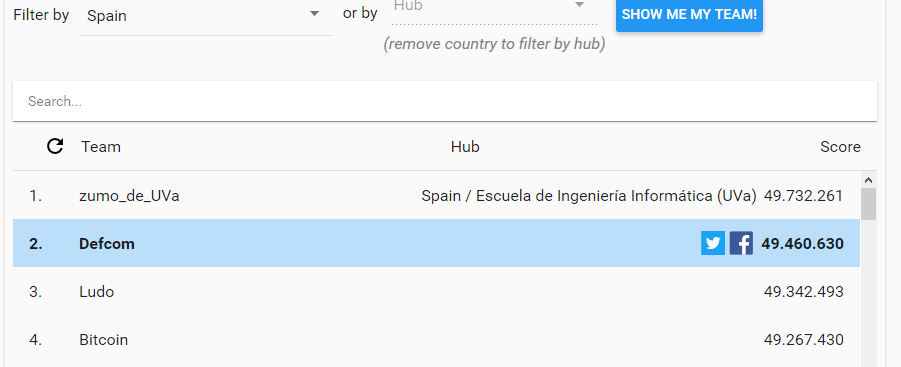 Filter by Spain or by Hub SHOW ME MY TEAM!
(remove country to filter by hub)
Search...
Team Hub Score
1. zumo_de_UVa Spain / Escuela de Ingeniería Informática (UVa) 49.732.261
2. Defcom 49.460.630
3. Ludo 49.342.493
4. Bitcoin 49.267.430